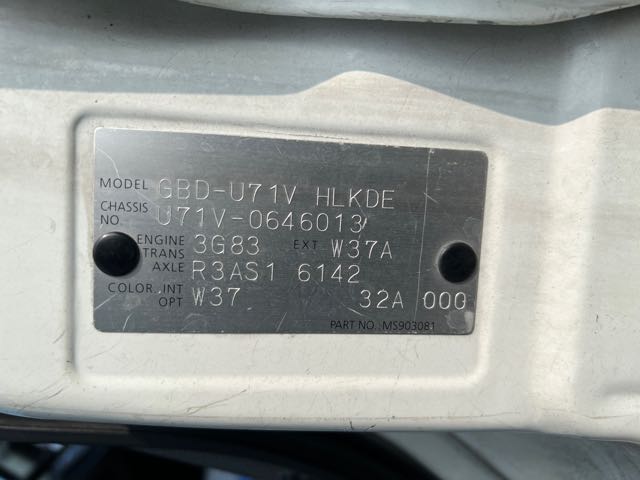 MODEL GBD-U71V HLKDE
CHASSIS NO. U71V-0646013
ENGINE 3G83 EXT W37A
TRANS AXLE R3AS1 6142
COLOR.INT OPT W37 32A 000
PART NO. MS903081